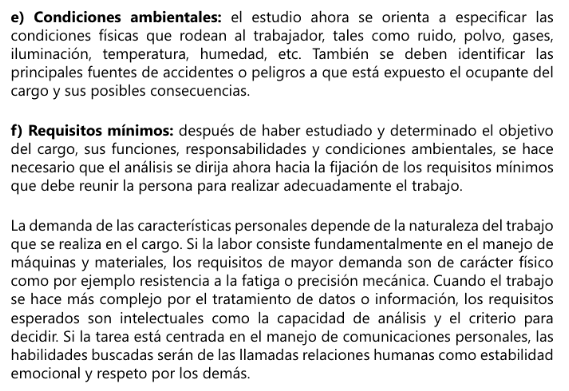 e) Condiciones ambientales: el estudio ahora se orienta a especificar las
condiciones físicas que rodean al trabajador, tales como ruido, polvo, gases,
iluminación, temperatura, humedad, etc. También se deben identificar las
principales fuentes de accidentes o peligros a que está expuesto el ocupante del
cargo y sus posibles consecuencias.
f) Requisitos mínimos: después de haber estudiado y determinado el objetivo
del cargo, sus funciones, responsabilidades y condiciones ambientales, se hace
necesario que el análisis se dirija ahora hacia la fijación de los requisitos mínimos
que debe reunir la persona para realizar adecuadamente el trabajo.
La demanda de las características personales depende de la naturaleza del trabajo
que se realiza en el cargo. Si la labor consiste fundamentalmente en el manejo de
máquinas y materiales, los requisitos de mayor demanda son de carácter físico
como por ejemplo resistencia a la fatiga o precisión mecánica. Cuando el trabajo
se hace más complejo por el tratamiento de datos o información, los requisitos
esperados son intelectuales como la capacidad de análisis y el criterio para
decidir. Si la tarea está centrada en el manejo de comunicaciones personales, las
habilidades buscadas serán de las llamadas relaciones humanas como estabilidad
emocional y respeto por los demás.